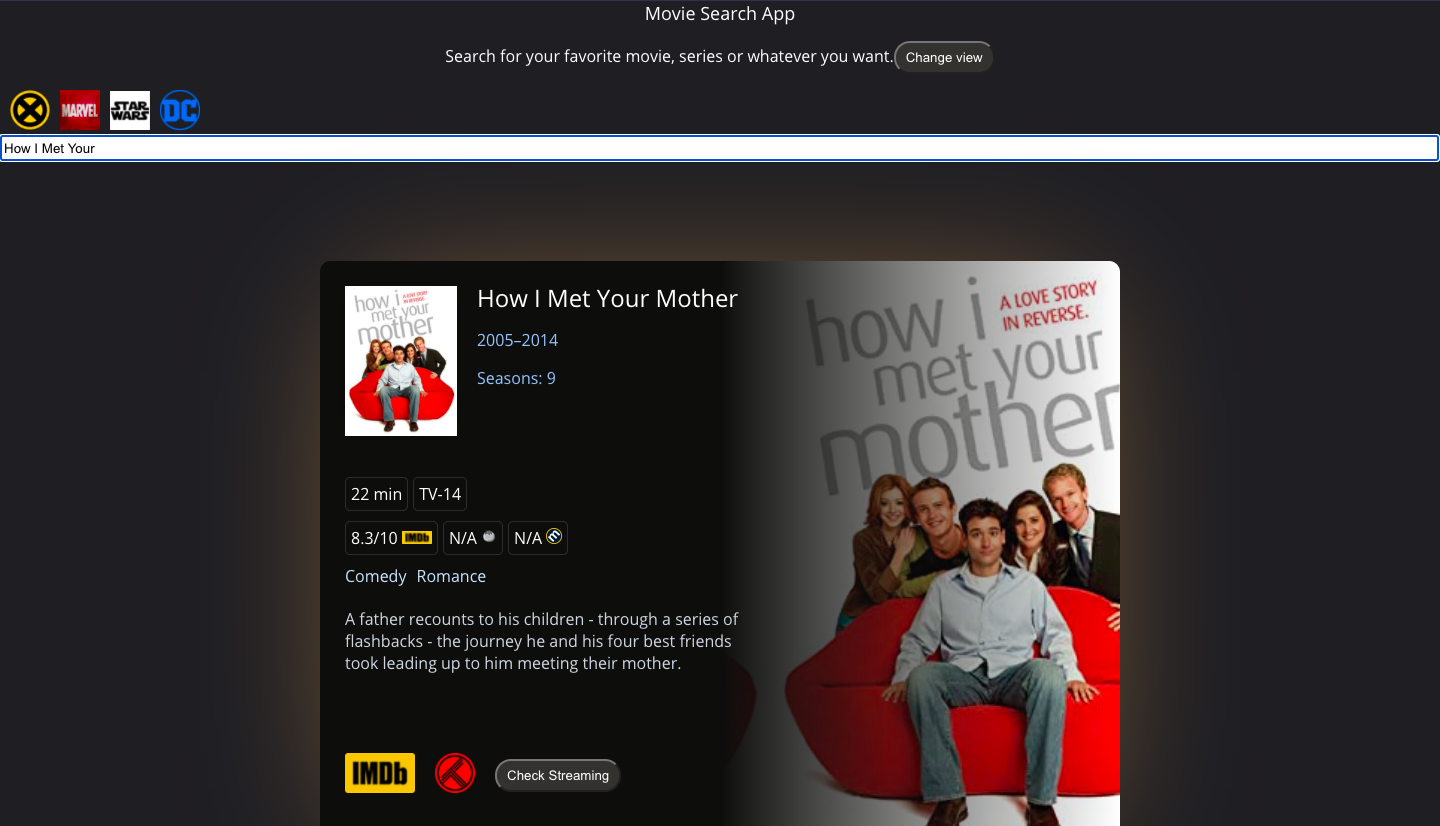 Movie Search App
Search for your favorite movie, series or whatever you want. Change view
MARVEL STAR WARS DC
How I Met Your
how i met your mother
A LOVE STORY IN REVERSE.
How I Met Your Mother
2005–2014
Seasons: 9
22 min TV-14
8.3/10 IMDb N/A N/A
Comedy Romance
A father recounts to his children - through a series of
flashbacks - the journey he and his four best friends
took leading up to him meeting their mother.
IMDb Check Streaming
how i
A LOVE STORY
IN REVERSE.
met your
mother